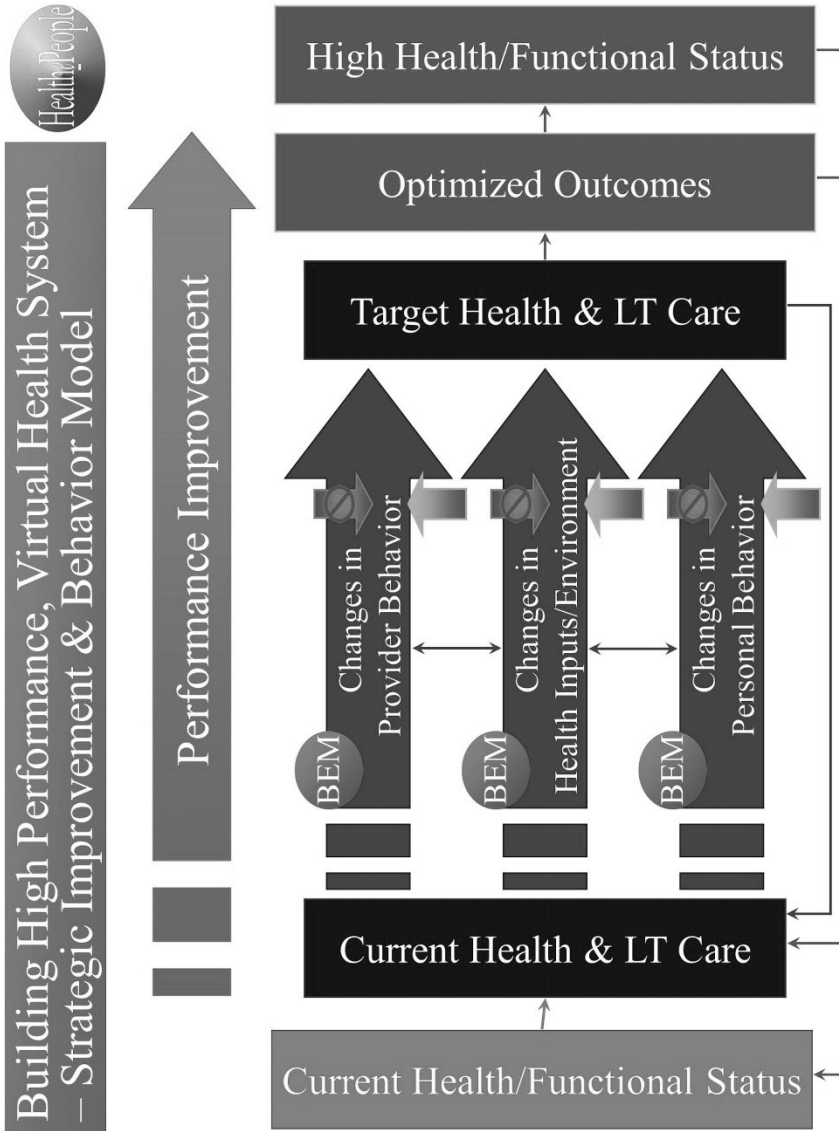 Building High Performance, Virtual Health System
– Strategic Improvement & Behavior Model
HealthePeople
Performance Improvement
High Health/Functional Status
Optimized Outcomes
Target Health & LT Care
Changes in
Provider Behavior
Changes in
Health Inputs/Environment
Changes in
Personal Behavior
BEM
BEM
BEM
Current Health & LT Care
Current Health/Functional Status